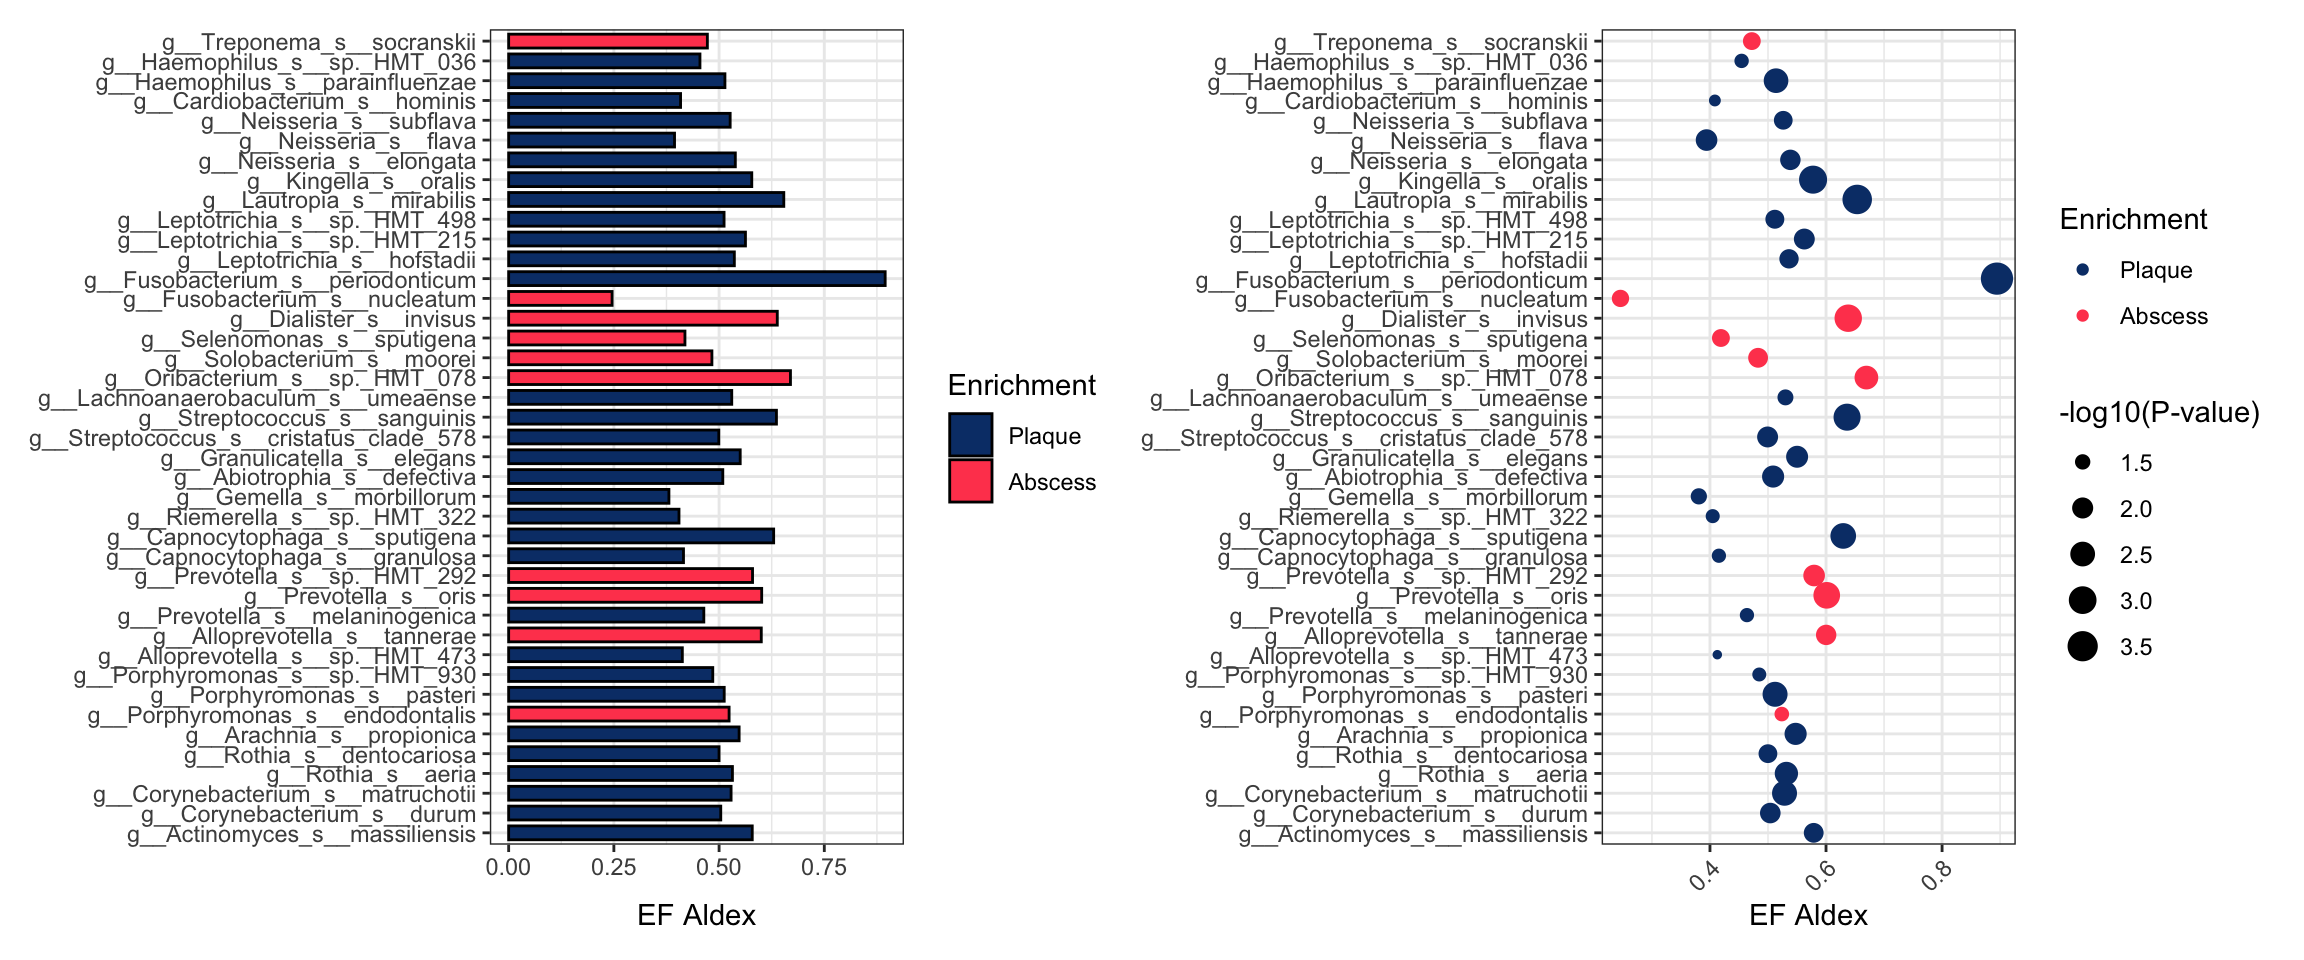 g__Treponema_s__socranskii
g__Haemophilus_s__sp._HMT_036
g__Haemophilus_s__parainfluenzae
g__Cardiobacterium_s__hominis
g__Neisseria_s__subflava
g__Neisseria_s__flava
g__Neisseria_s__elongata
g__Kingella_s__oralis
g__Lautropia_s__mirabilis
g__Leptotrichia_s__sp._HMT_498
g__Leptotrichia_s__sp._HMT_215
g__Leptotrichia_s__hofstadii
g__Fusobacterium_s__periodonticum
g__Fusobacterium_s__nucleatum
g__Dialister_s__invisus
g__Selenomonas_s__sputigena
g__Solobacterium_s__moorei
g__Oribacterium_s__sp._HMT_078
g__Lachnoanaerobaculum_s__umeaense
g__Streptococcus_s__sanguinis
g__Streptococcus_s__cristatus_clade_578
g__Granulicatella_s__elegans
g__Abiotrophia_s__defectiva
g__Gemella_s__morbillorum
g__Riemerella_s__sp._HMT_322
g__Capnocytophaga_s__sputigena
g__Capnocytophaga_s__granulosa
g__Prevotella_s__sp._HMT_292
g__Prevotella_s__oris
g__Prevotella_s__melaninogenica
g__Alloprevotella_s__tannerae
g__Alloprevotella_s__sp._HMT_473
g__Porphyromonas_s__sp._HMT_930
g__Porphyromonas_s__pasteri
g__Porphyromonas_s__endodontalis
g__Arachnia_s__propionica
g__Rothia_s__dentocariosa
g__Rothia_s__aeria
g__Corynebacterium_s__matruchotii
g__Corynebacterium_s__durum
g__Actinomyces_s__massiliensis
0.00 0.25 0.50 0.75
EF Aldex
Enrichment
Plaque
Abscess
g__Treponema_s__socranskii
g__Haemophilus_s__sp._HMT_036
g__Haemophilus_s__parainfluenzae
g__Cardiobacterium_s__hominis
g__Neisseria_s__subflava
g__Neisseria_s__flava
g__Neisseria_s__elongata
g__Kingella_s__oralis
g__Lautropia_s__mirabilis
g__Leptotrichia_s__sp._HMT_498
g__Leptotrichia_s__sp._HMT_215
g__Leptotrichia_s__hofstadii
g__Fusobacterium_s__periodonticum
g__Fusobacterium_s__nucleatum
g__Dialister_s__invisus
g__Selenomonas_s__sputigena
g__Solobacterium_s__moorei
g__Oribacterium_s__sp._HMT_078
g__Lachnoanaerobaculum_s__umeaense
g__Streptococcus_s__sanguinis
g__Streptococcus_s__cristatus_clade_578
g__Granulicatella_s__elegans
g__Abiotrophia_s__defectiva
g__Gemella_s__morbillorum
g__Riemerella_s__sp._HMT_322
g__Capnocytophaga_s__sputigena
g__Capnocytophaga_s__granulosa
g__Prevotella_s__sp._HMT_292
g__Prevotella_s__oris
g__Prevotella_s__melaninogenica
g__Alloprevotella_s__tannerae
g__Alloprevotella_s__sp._HMT_473
g__Porphyromonas_s__sp._HMT_930
g__Porphyromonas_s__pasteri
g__Porphyromonas_s__endodontalis
g__Arachnia_s__propionica
g__Rothia_s__dentocariosa
g__Rothia_s__aeria
g__Corynebacterium_s__matruchotii
g__Corynebacterium_s__durum
g__Actinomyces_s__massiliensis
0.4 0.6 0.8
EF Aldex
Enrichment
Plaque
Abscess
-log10(P-value)
1.5
2.0
2.5
3.0
3.5